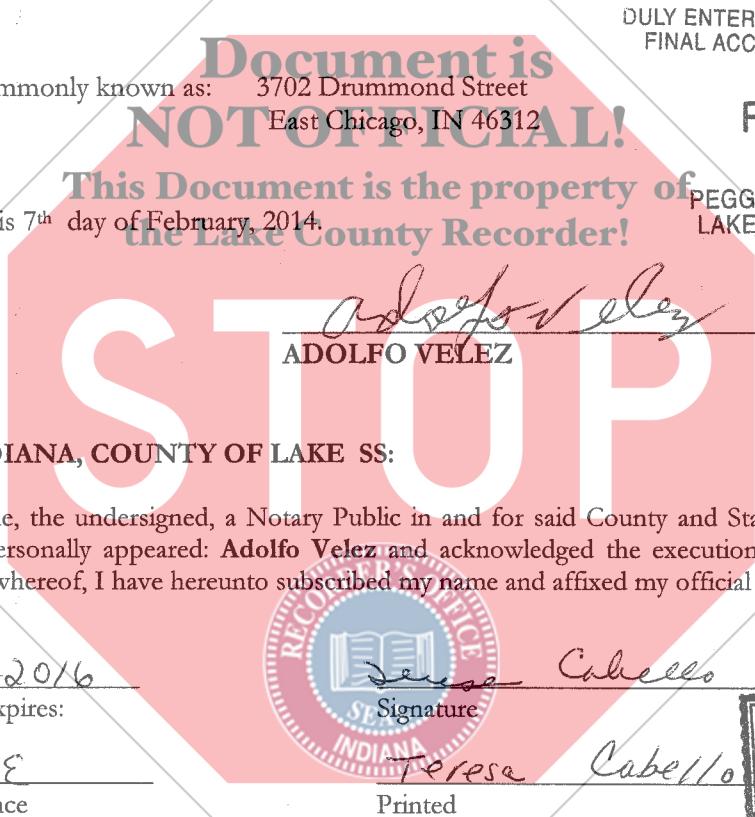 DULY ENTER
FINAL ACC
Document is
mmonly known as: 3702 Drummond Street
NOT OFFICIAL!
East Chicago, IN 46312
This Document is the property of
PEGG
is 7th day of February, 2014.
the Lake County Recorder!
LAKE
Adolfo Velez
ADOLFO VELEZ
STOP
DIANA, COUNTY OF LAKE SS:
e, the undersigned, a Notary Public in and for said County and Sta
ersonally appeared: Adolfo Velez and acknowledged the execution
whereof, I have hereunto subscribed my name and affixed my official
RECORDER'S OFFICE
SEAL
INDIANA
2016
Teresa Cabello
xpires:
Signature
E
Teresa Cabello
nce
Printed